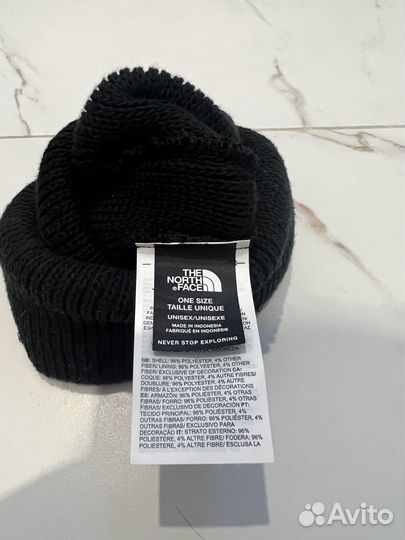 THE
NORTH
FACE
ONE SIZE
TAILLE UNIQUE
UNISEX/UNISEXE
MADE IN INDONESIA
FABRIQUÉ EN INDONÉSIE
NEVER STOP EXPLORING
GB: SHELL: 96% POLYESTER, 4% OTHER
FIBER/ LINING: 96% POLYESTER, 4% OTHER
FIBER/ EXCLUSIVE OF DECORATION CA:
COQUE: 96% POLYESTER, 4% AUTRE FIBRES/
DOUBLURE: 96% POLYESTER, 4% AUTRE
FIBRES/ À L'EXCEPTION DES DÉCORATIONS
ES: ARMAZÓN: 96% POLIÉSTER, 4% OTRAS
FIBRAS/ FORRO: 96% POLIÉSTER, 4% OTRAS
FIBRAS/ EXCLUSIVO DE DECORACIÓN PT:
TECIDO PRINCIPAL: 96% POLIÉSTER, 4%
OUTRAS FIBRAS/ FORRO: 96% POLIÉSTER, 4%
OUTRAS FIBRAS/ EXCLUSIVO PARA
DECORAÇÃO IT: STRATO ESTERNO: 96%
POLIESTERE, 4% ALTRE FIBRE/ FODERA: 96%
POLIESTERE, 4% ALTRE FIBRE/ ESCLUSA LA
Avito